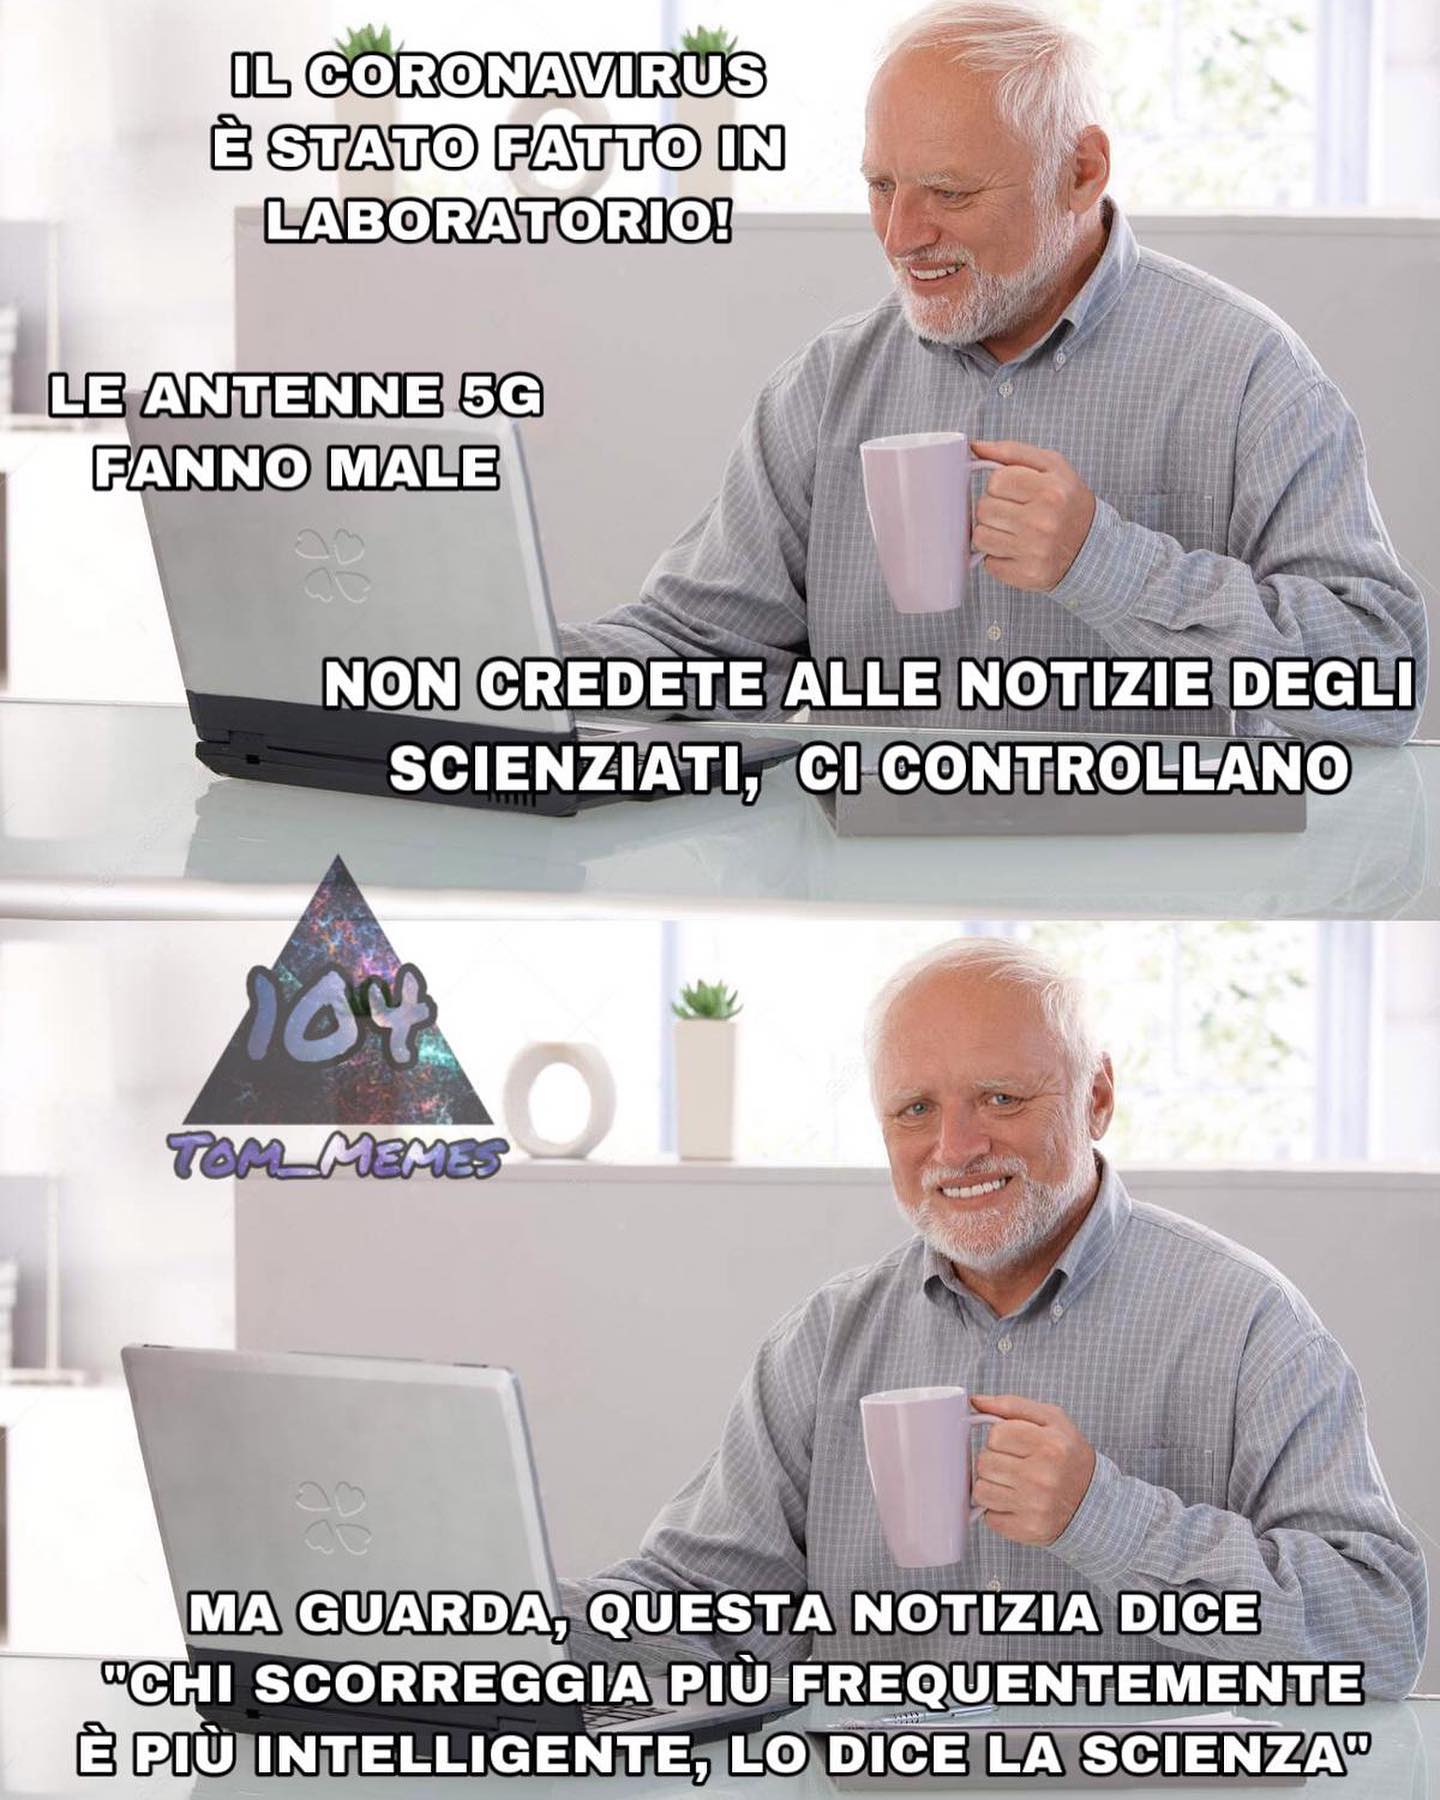 IL CORONAVIRUS
È STATO FATTO IN
LABORATORIO!
LE ANTENNE 5G
FANNO MALE
NON CREDETE ALLE NOTIZIE DEGLI
SCIENZIATI, CI CONTROLLANO
104
TOM_MEMES
MA GUARDA, QUESTA NOTIZIA DICE
"CHI SCORREGGIA PIÙ FREQUENTEMENTE
È PIÙ INTELLIGENTE, LO DICE LA SCIENZA"